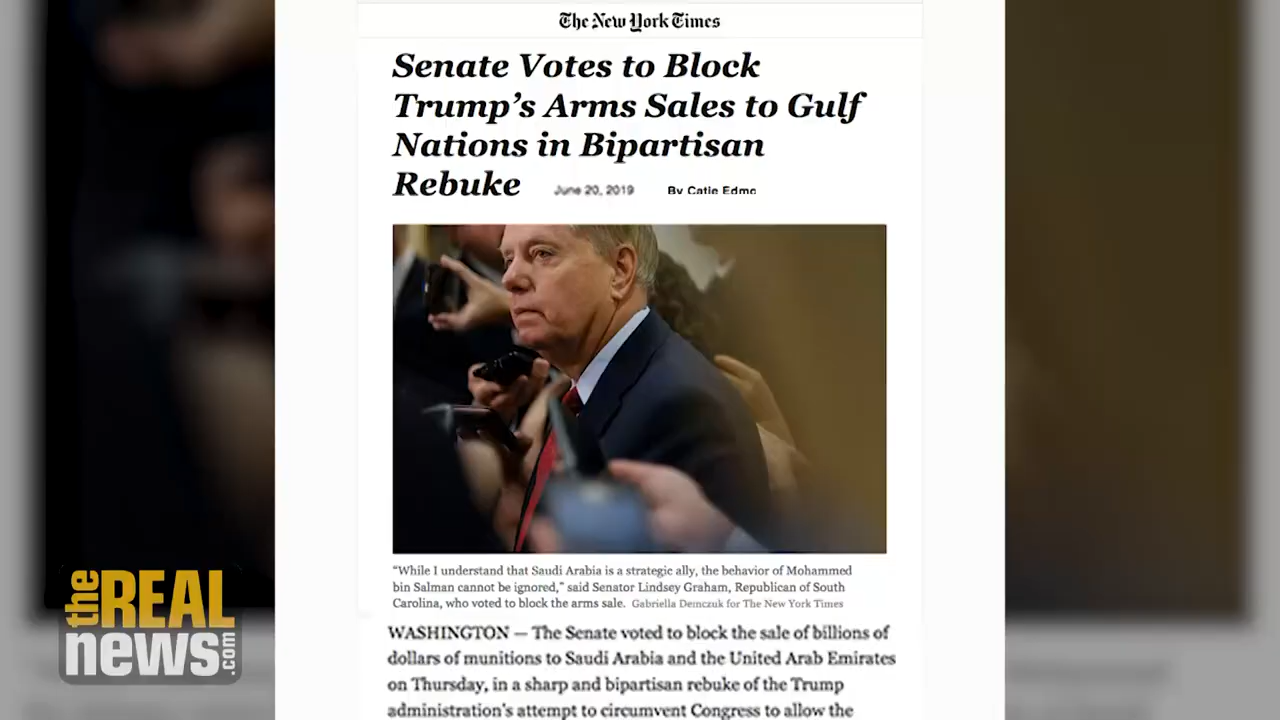 The New York Times
Senate Votes to Block
Trump's Arms Sales to Gulf
Nations in Bipartisan
Rebuke
June 20, 2019 By Catie Edmo
“While I understand that Saudi Arabia is a strategic ally, the behavior of Mohammed
bin Salman cannot be ignored,” said Senator Lindsey Graham, Republican of South
Carolina, who voted to block the arms sale. Gabriella Demczuk for The New York Times
WASHINGTON — The Senate voted to block the sale of billions of
dollars of munitions to Saudi Arabia and the United Arab Emirates
on Thursday, in a sharp and bipartisan rebuke of the Trump
administration's attempt to circumvent Congress to allow the
the REAL
news.com